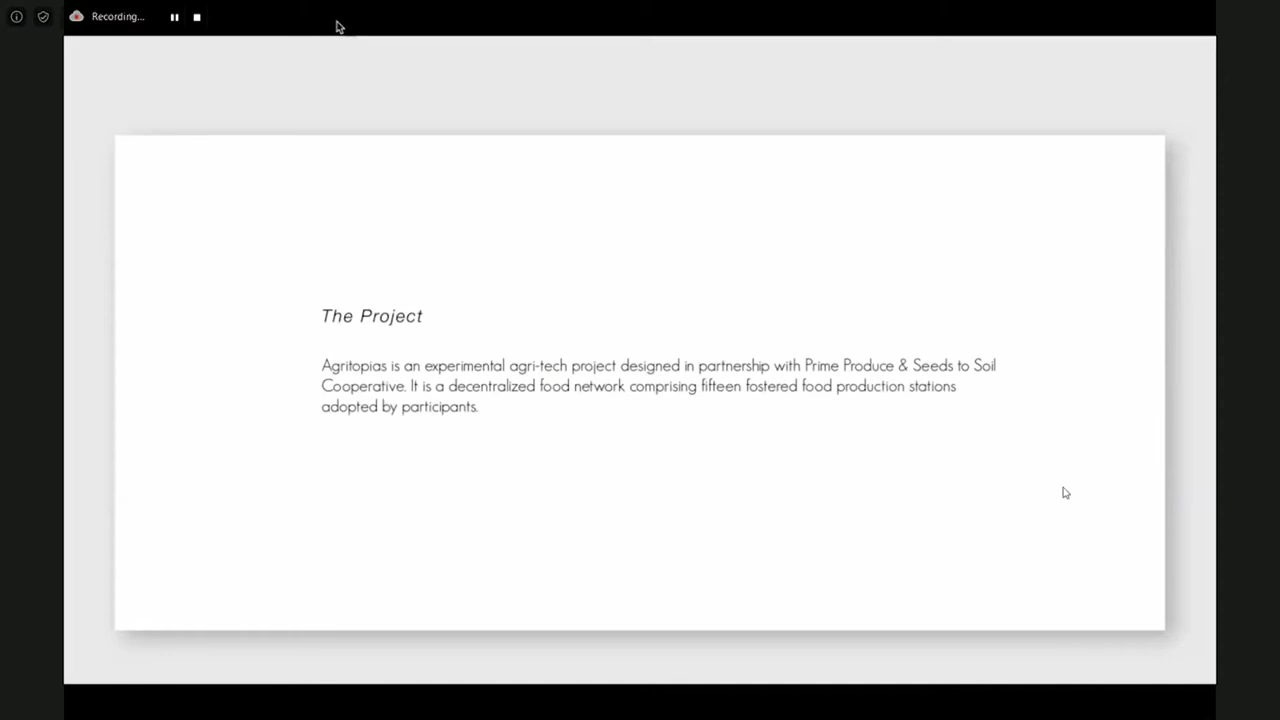 Recording...
The Project
Agritopias is an experimental agri-tech project designed in partnership with Prime Produce & Seeds to Soil
Cooperative. It is a decentralized food network comprising fifteen fostered food production stations
adopted by participants.